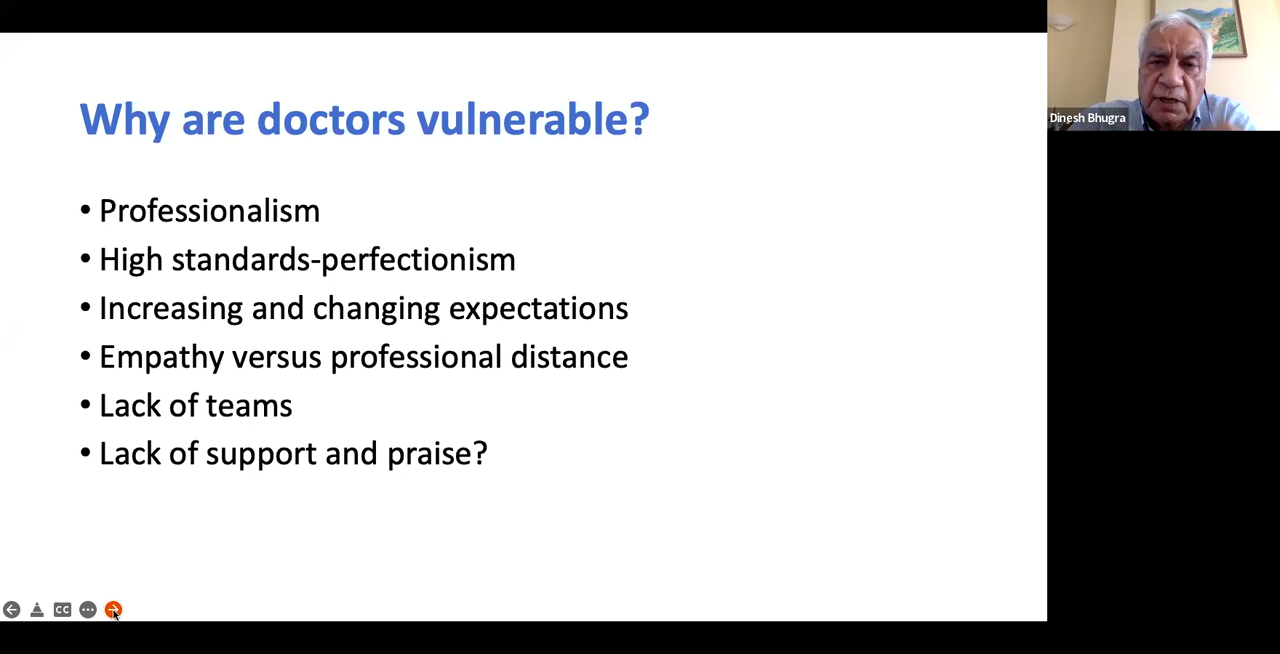 Why are doctors vulnerable?
• Professionalism
• High standards-perfectionism
• Increasing and changing expectations
• Empathy versus professional distance
• Lack of teams
• Lack of support and praise?
Dinesh Bhugra
CC